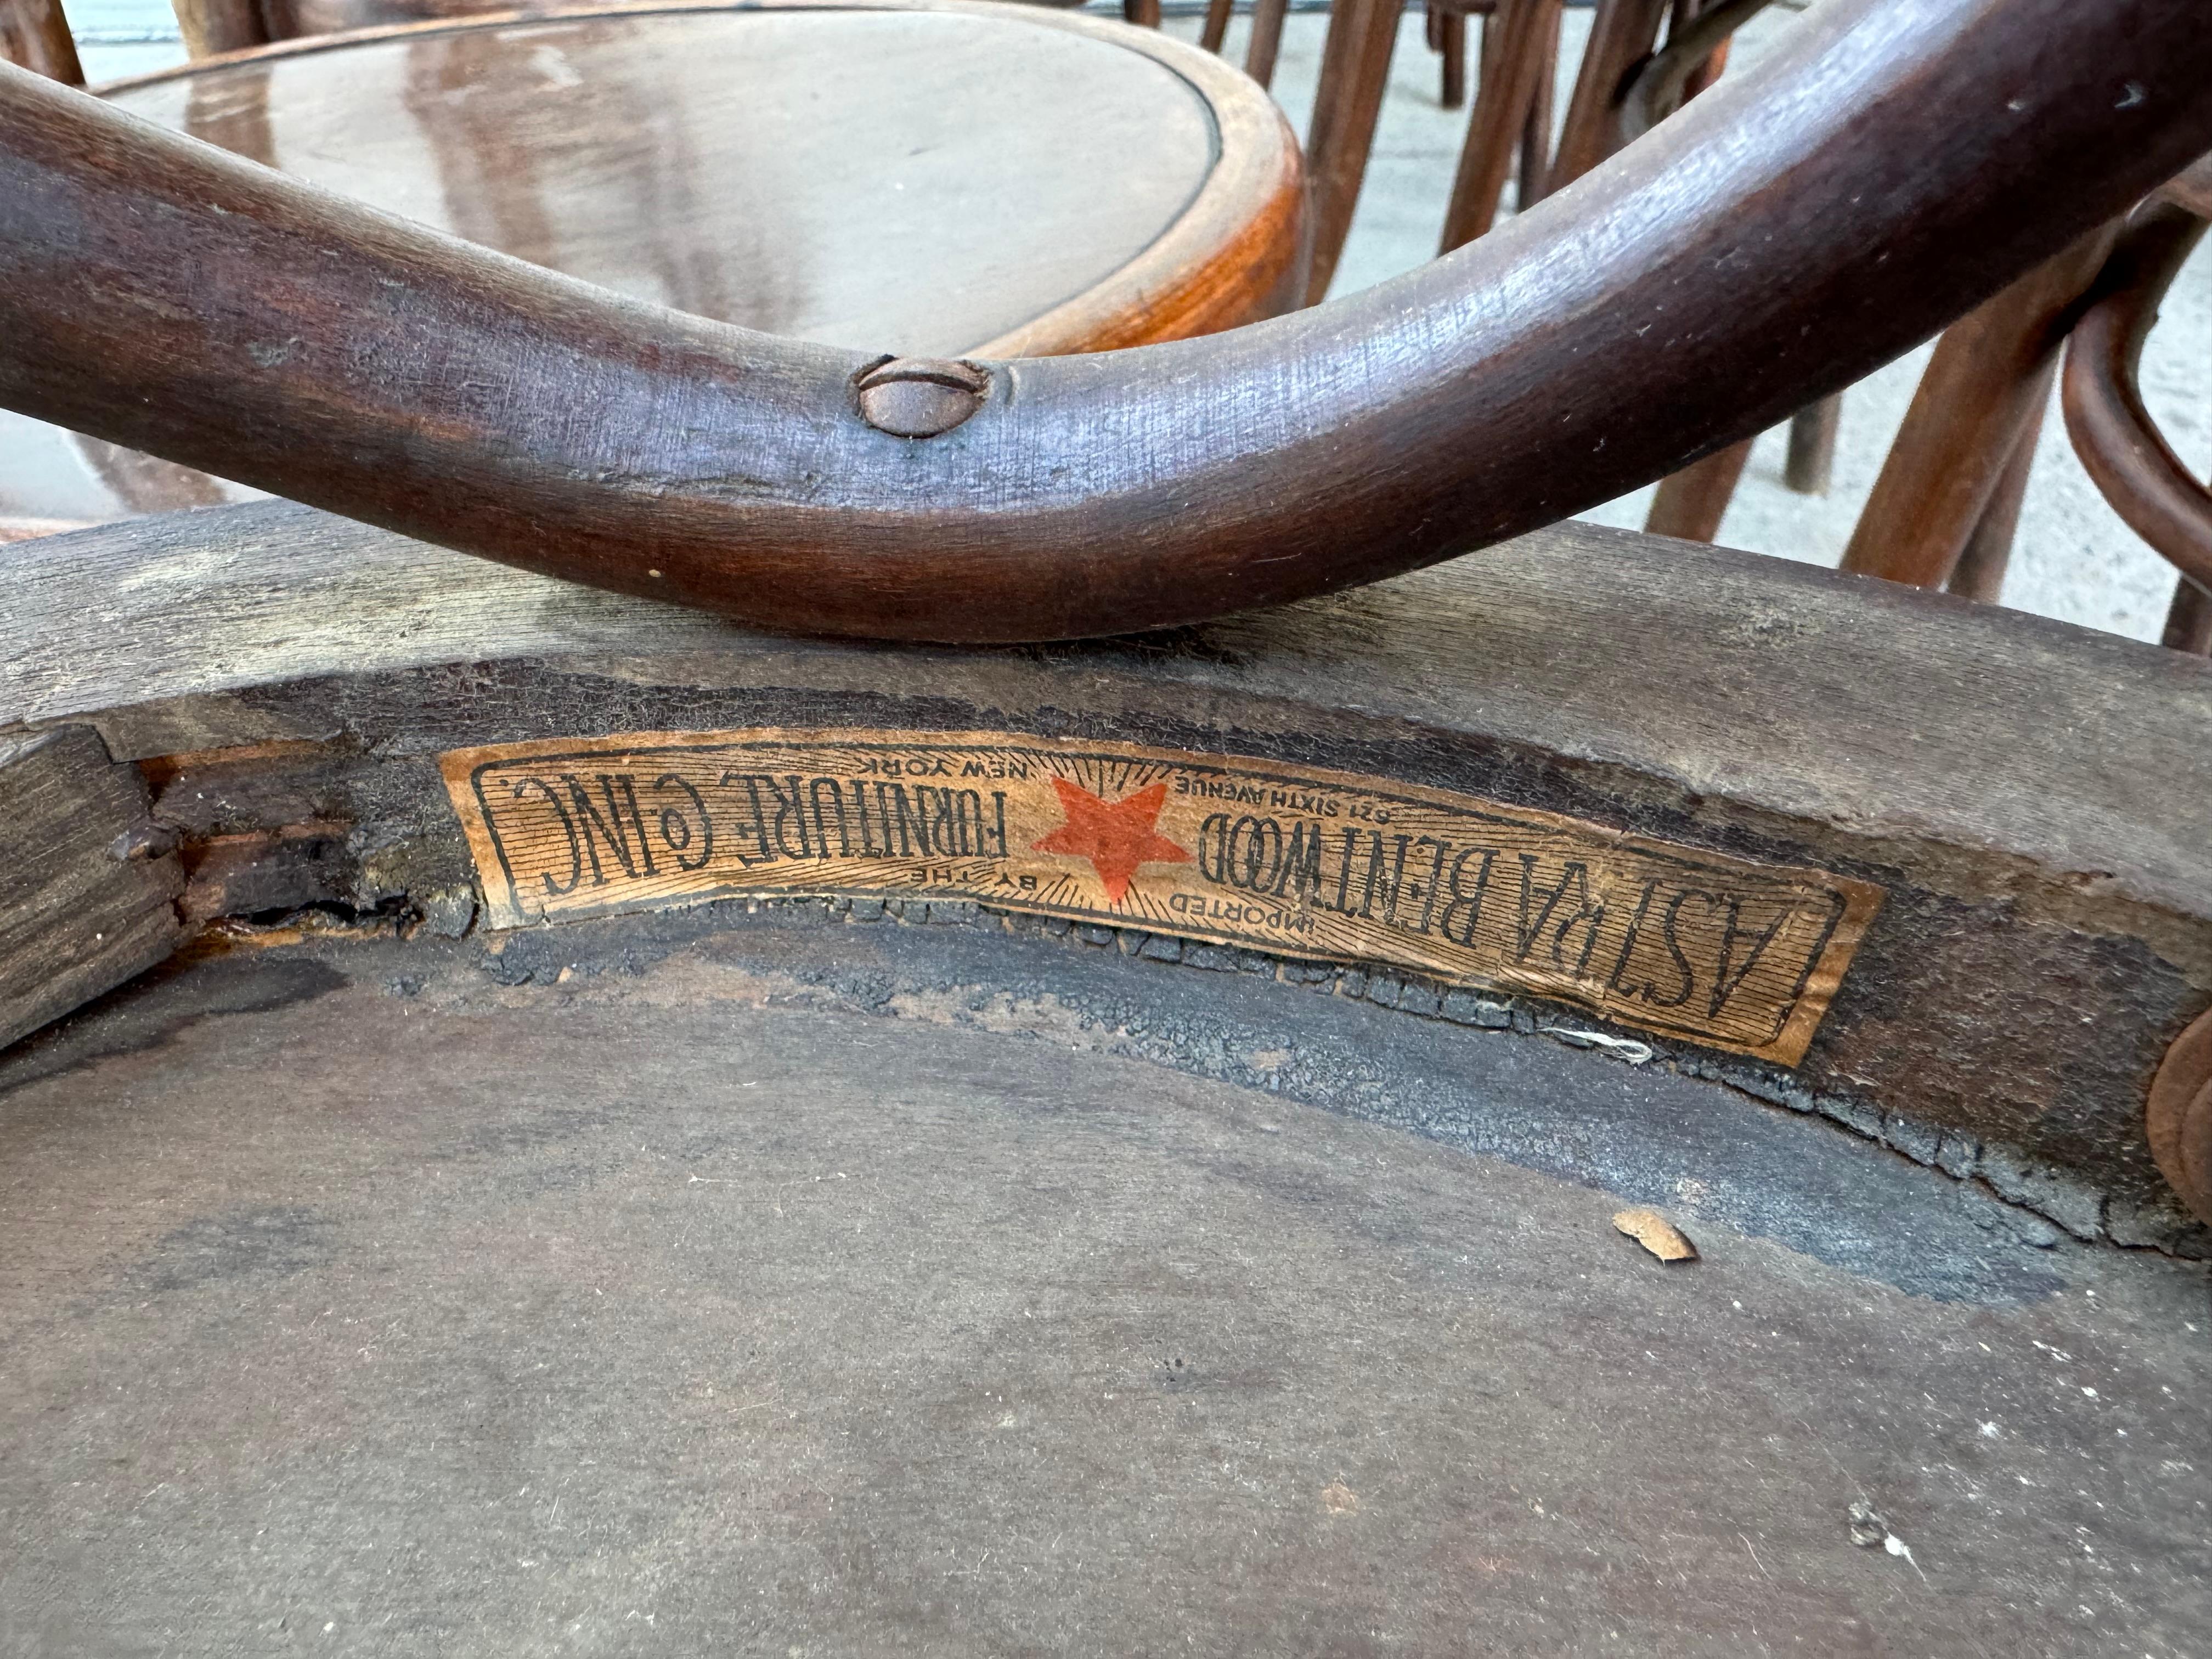 IMPORTED BY THE
ASTRA BENTWOOD FURNITURE Co. INC.
621 SIXTH AVENUE NEW YORK